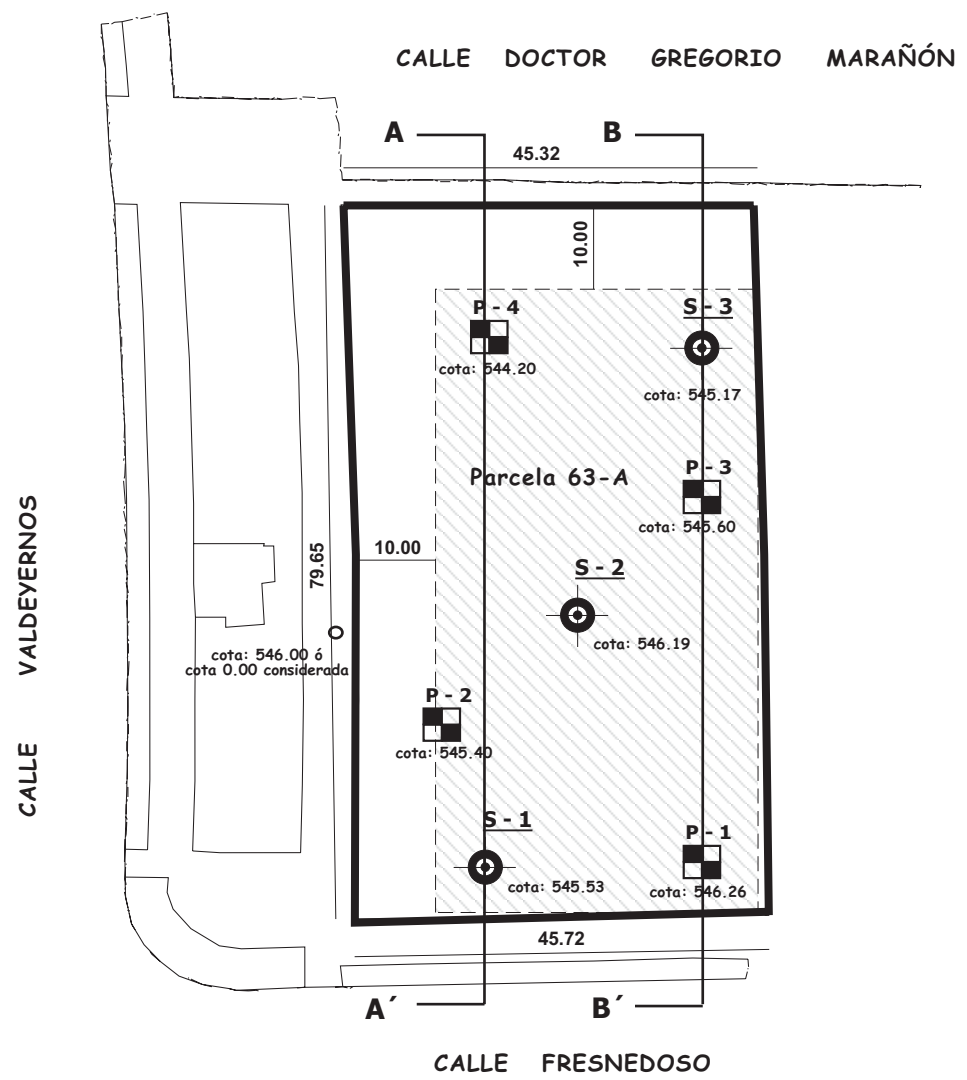 CALLE DOCTOR GREGORIO MARAÑÓN
A
B
45.32
10.00
P - 4
cota: 544.20
S - 3
cota: 545.17
Parcela 63-A
P - 3
cota: 545.60
79.65
10.00
S - 2
cota: 546.19
cota: 546.00 ó
cota 0.00 considerada
CALLE VALDEYERNOS
P - 2
cota: 545.40
S - 1
cota: 545.53
P - 1
cota: 546.26
45.72
A´
B´
CALLE FRESNEDOSO